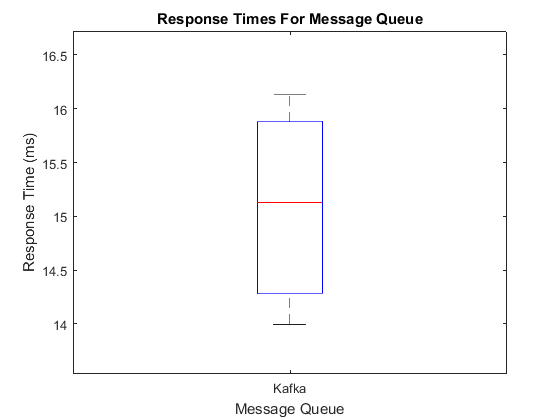 Response Times For Message Queue
Response Time (ms)
16.5
16
15.5
15
14.5
14
Kafka
Message Queue